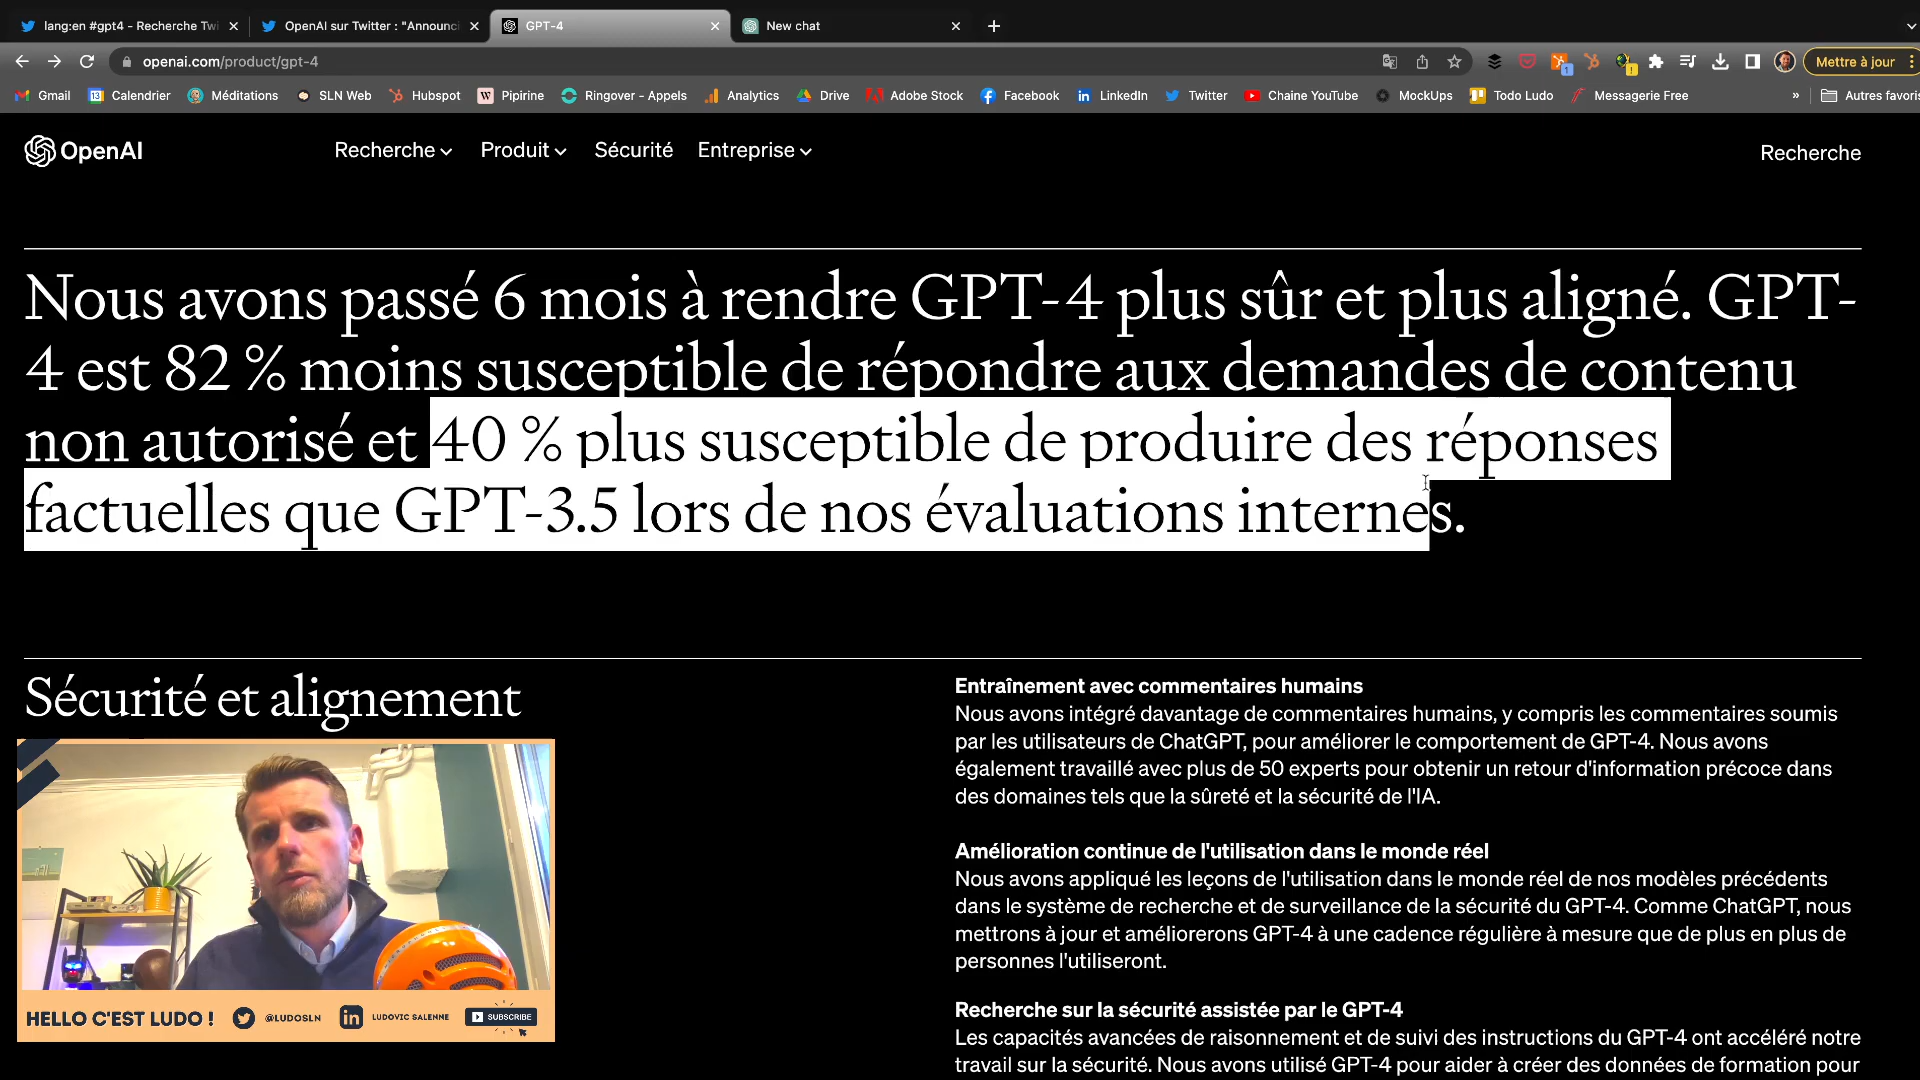 lang:en #gpt4 - Recherche Twi
OpenAI sur Twitter : "Announci
GPT-4
New chat
openai.com/product/gpt-4
Mettre à jour
Gmail
Calendrier
Méditations
SLN Web
Hubspot
Pipirine
Ringover - Appels
Analytics
Drive
Adobe Stock
Facebook
LinkedIn
Twitter
Chaine YouTube
MockUps
Todo Ludo
Messagerie Free
»
Autres favoris
OpenAI
Recherche
Produit
Sécurité
Entreprise
Recherche
Nous avons passé 6 mois à rendre GPT-4 plus sûr et plus aligné. GPT-
4 est 82 % moins susceptible de répondre aux demandes de contenu
non autorisé et 40 % plus susceptible de produire des réponses
factuelles que GPT-3.5 lors de nos évaluations internes.
Sécurité et alignement
Entraînement avec commentaires humains
Nous avons intégré davantage de commentaires humains, y compris les commentaires soumis
par les utilisateurs de ChatGPT, pour améliorer le comportement de GPT-4. Nous avons
également travaillé avec plus de 50 experts pour obtenir un retour d'information précoce dans
des domaines tels que la sûreté et la sécurité de l'IA.
Amélioration continue de l'utilisation dans le monde réel
Nous avons appliqué les leçons de l'utilisation dans le monde réel de nos modèles précédents
dans le système de recherche et de surveillance de la sécurité du GPT-4. Comme ChatGPT, nous
mettrons à jour et améliorerons GPT-4 à une cadence régulière à mesure que de plus en plus de
personnes l'utiliseront.
Recherche sur la sécurité assistée par le GPT-4
Les capacités avancées de raisonnement et de suivi des instructions du GPT-4 ont accéléré notre
travail sur la sécurité. Nous avons utilisé GPT-4 pour aider à créer des données de formation pour
HELLO C'EST LUDO !
@LUDOSLN
LUDOVIC SALENNE
SUBSCRIBE